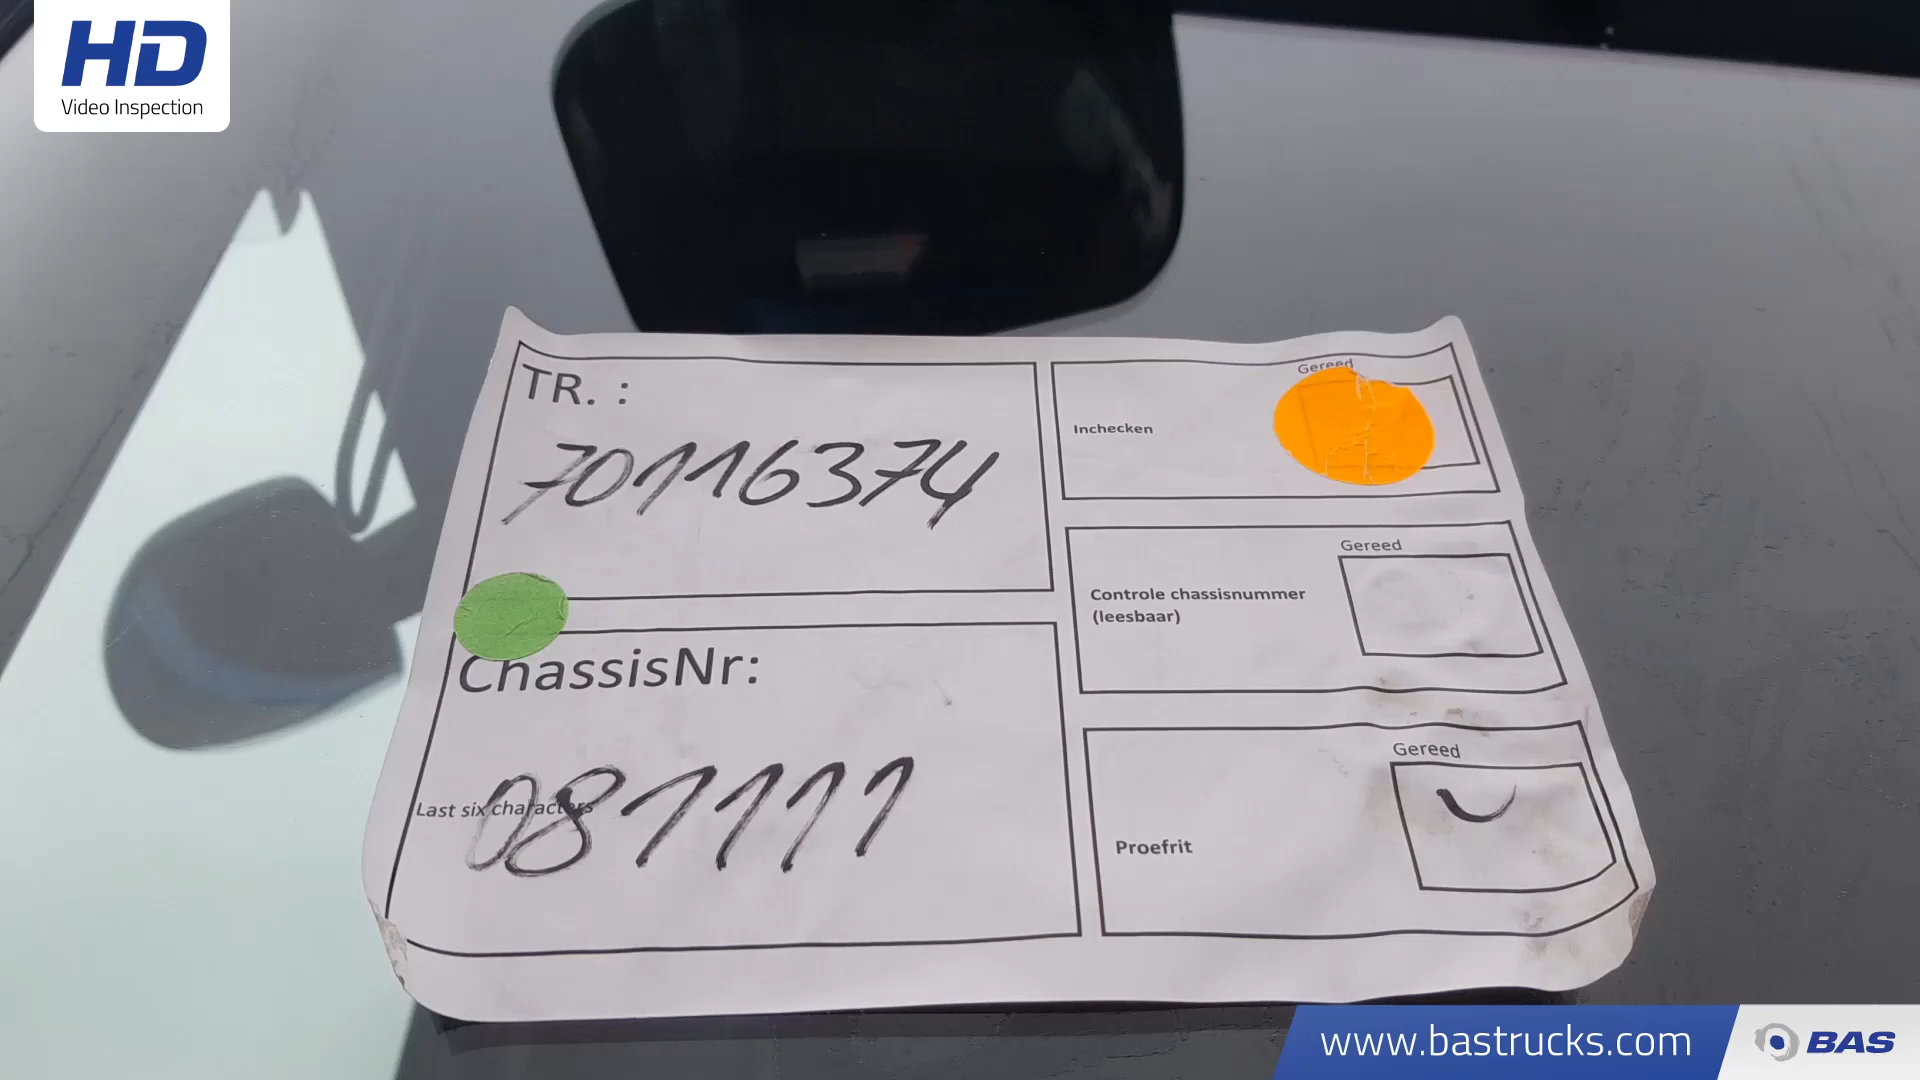 HD
Video Inspection
TR. :
70116374
ChassisNr:
Last six characters
081111
Gereed
Inchecken
Gereed
Controle chassisnummer
(leesbaar)
Gereed
Proefrit
www.bastrucks.com
BAS